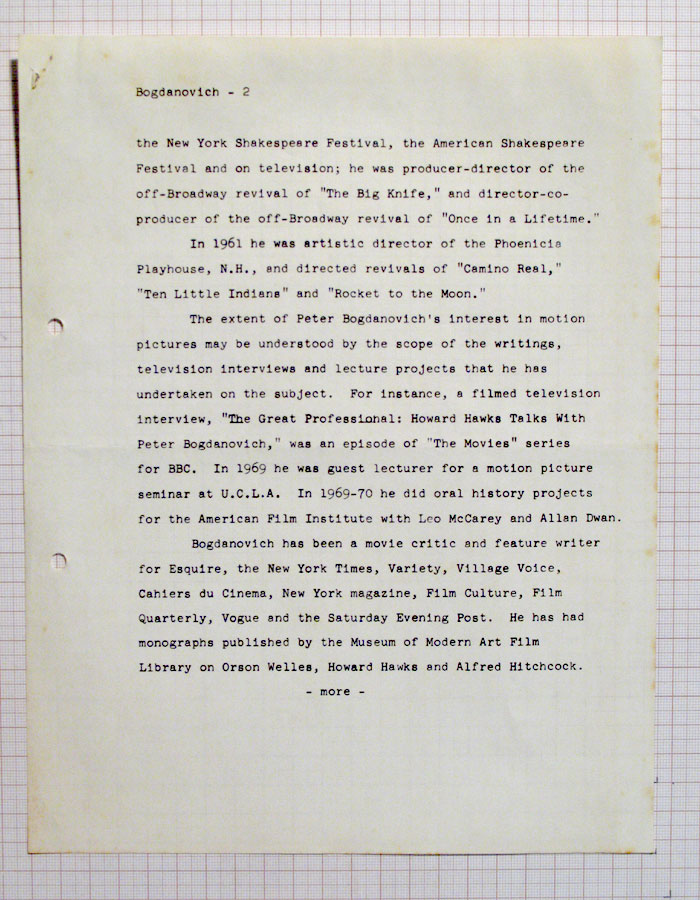 Bogdanovich - 2
the New York Shakespeare Festival, the American Shakespeare
Festival and on television; he was producer-director of the
off-Broadway revival of "The Big Knife," and director-co-
producer of the off-Broadway revival of "Once in a Lifetime."
In 1961 he was artistic director of the Phoenicia
Playhouse, N.H., and directed revivals of "Camino Real,"
"Ten Little Indians" and "Rocket to the Moon."
The extent of Peter Bogdanovich's interest in motion
pictures may be understood by the scope of the writings,
television interviews and lecture projects that he has
undertaken on the subject. For instance, a filmed television
interview, "The Great Professional: Howard Hawks Talks With
Peter Bogdanovich," was an episode of "The Movies" series
for BBC. In 1969 he was guest lecturer for a motion picture
seminar at U.C.L.A. In 1969-70 he did oral history projects
for the American Film Institute with Leo McCarey and Allan Dwan.
Bogdanovich has been a movie critic and feature writer
for Esquire, the New York Times, Variety, Village Voice,
Cahiers du Cinema, New York magazine, Film Culture, Film
Quarterly, Vogue and the Saturday Evening Post. He has had
monographs published by the Museum of Modern Art Film
Library on Orson Welles, Howard Hawks and Alfred Hitchcock.
- more -